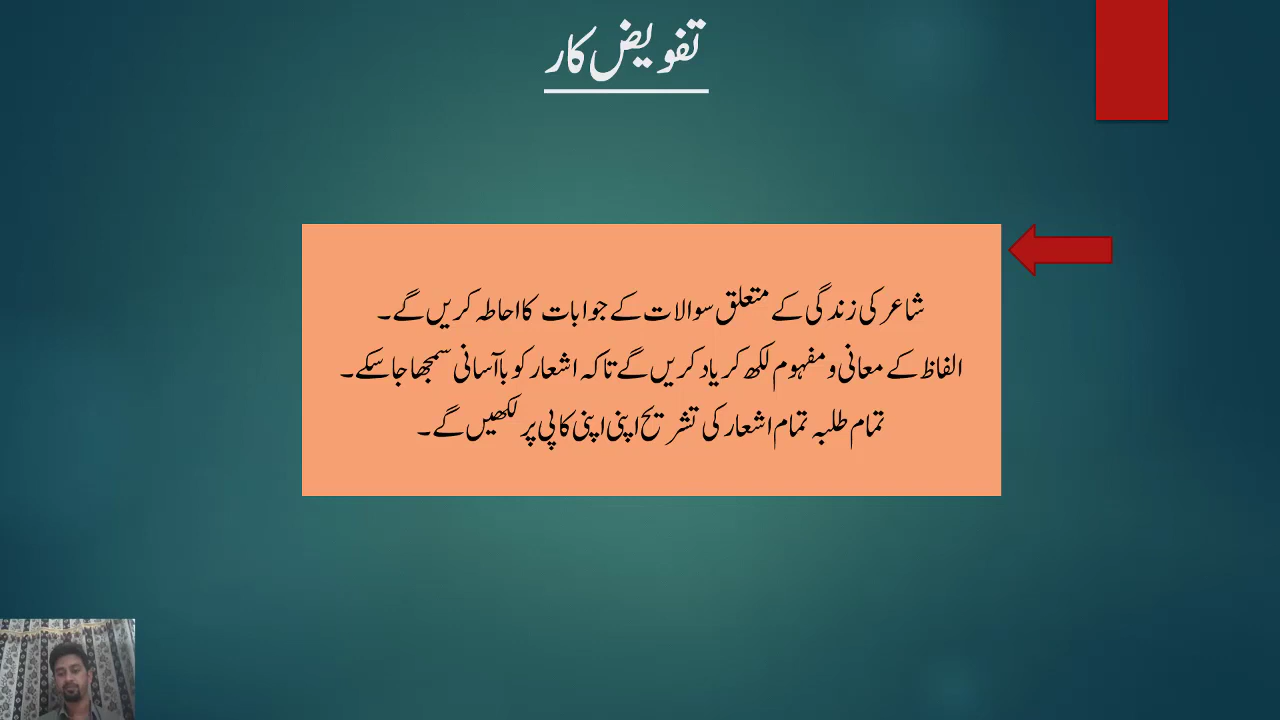 تفویض کار
شاعر کی زندگی کے متعلق سوالات کے جوابات کا احاطہ کریں گے۔
الفاظ کے معانی و مفہوم لکھ کر یاد کریں گے تاکہ اشعار کو باآسانی سمجھا جا سکے۔
تمام طلبہ تمام اشعار کی تشریح اپنی اپنی کاپی پر لکھیں گے۔